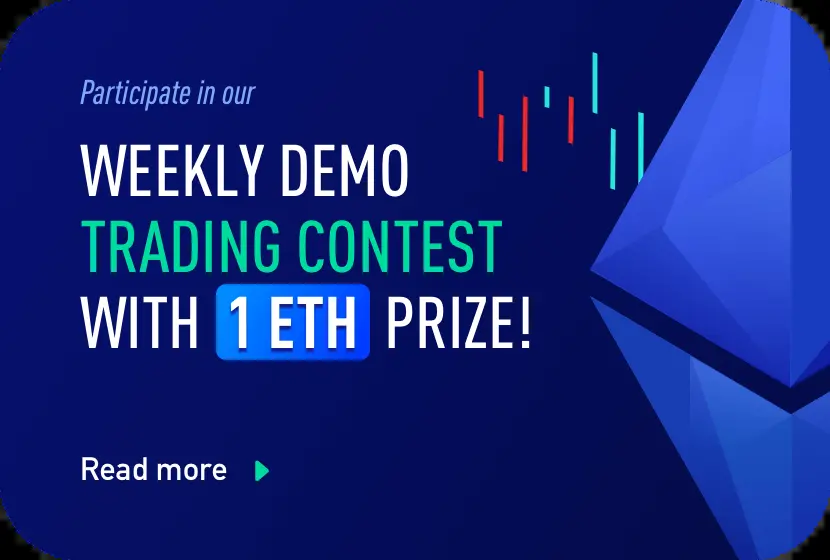 Participate in our
WEEKLY DEMO
TRADING CONTEST
WITH 1 ETH PRIZE!
Read more